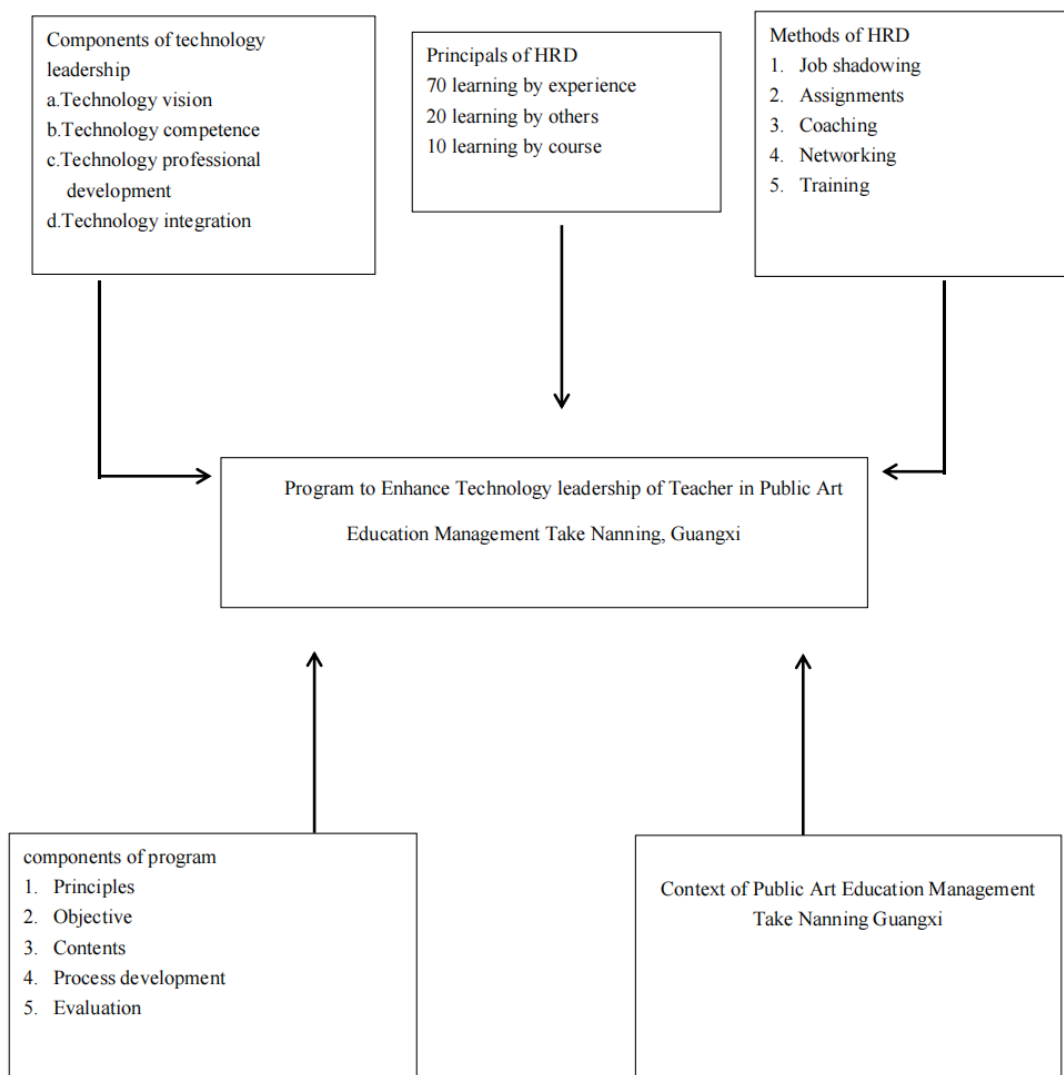 Components of technology
leadership
a.Technology vision
b.Technology competence
c.Technology professional
development
d.Technology integration
Principals of HRD
70 learning by experience
20 learning by others
10 learning by course
Methods of HRD
1. Job shadowing
2. Assignments
3. Coaching
4. Networking
5. Training
Program to Enhance Technology leadership of Teacher in Public Art
Education Management Take Nanning, Guangxi
components of program
1. Principles
2. Objective
3. Contents
4. Process development
5. Evaluation
Context of Public Art Education Management
Take Nanning Guangxi